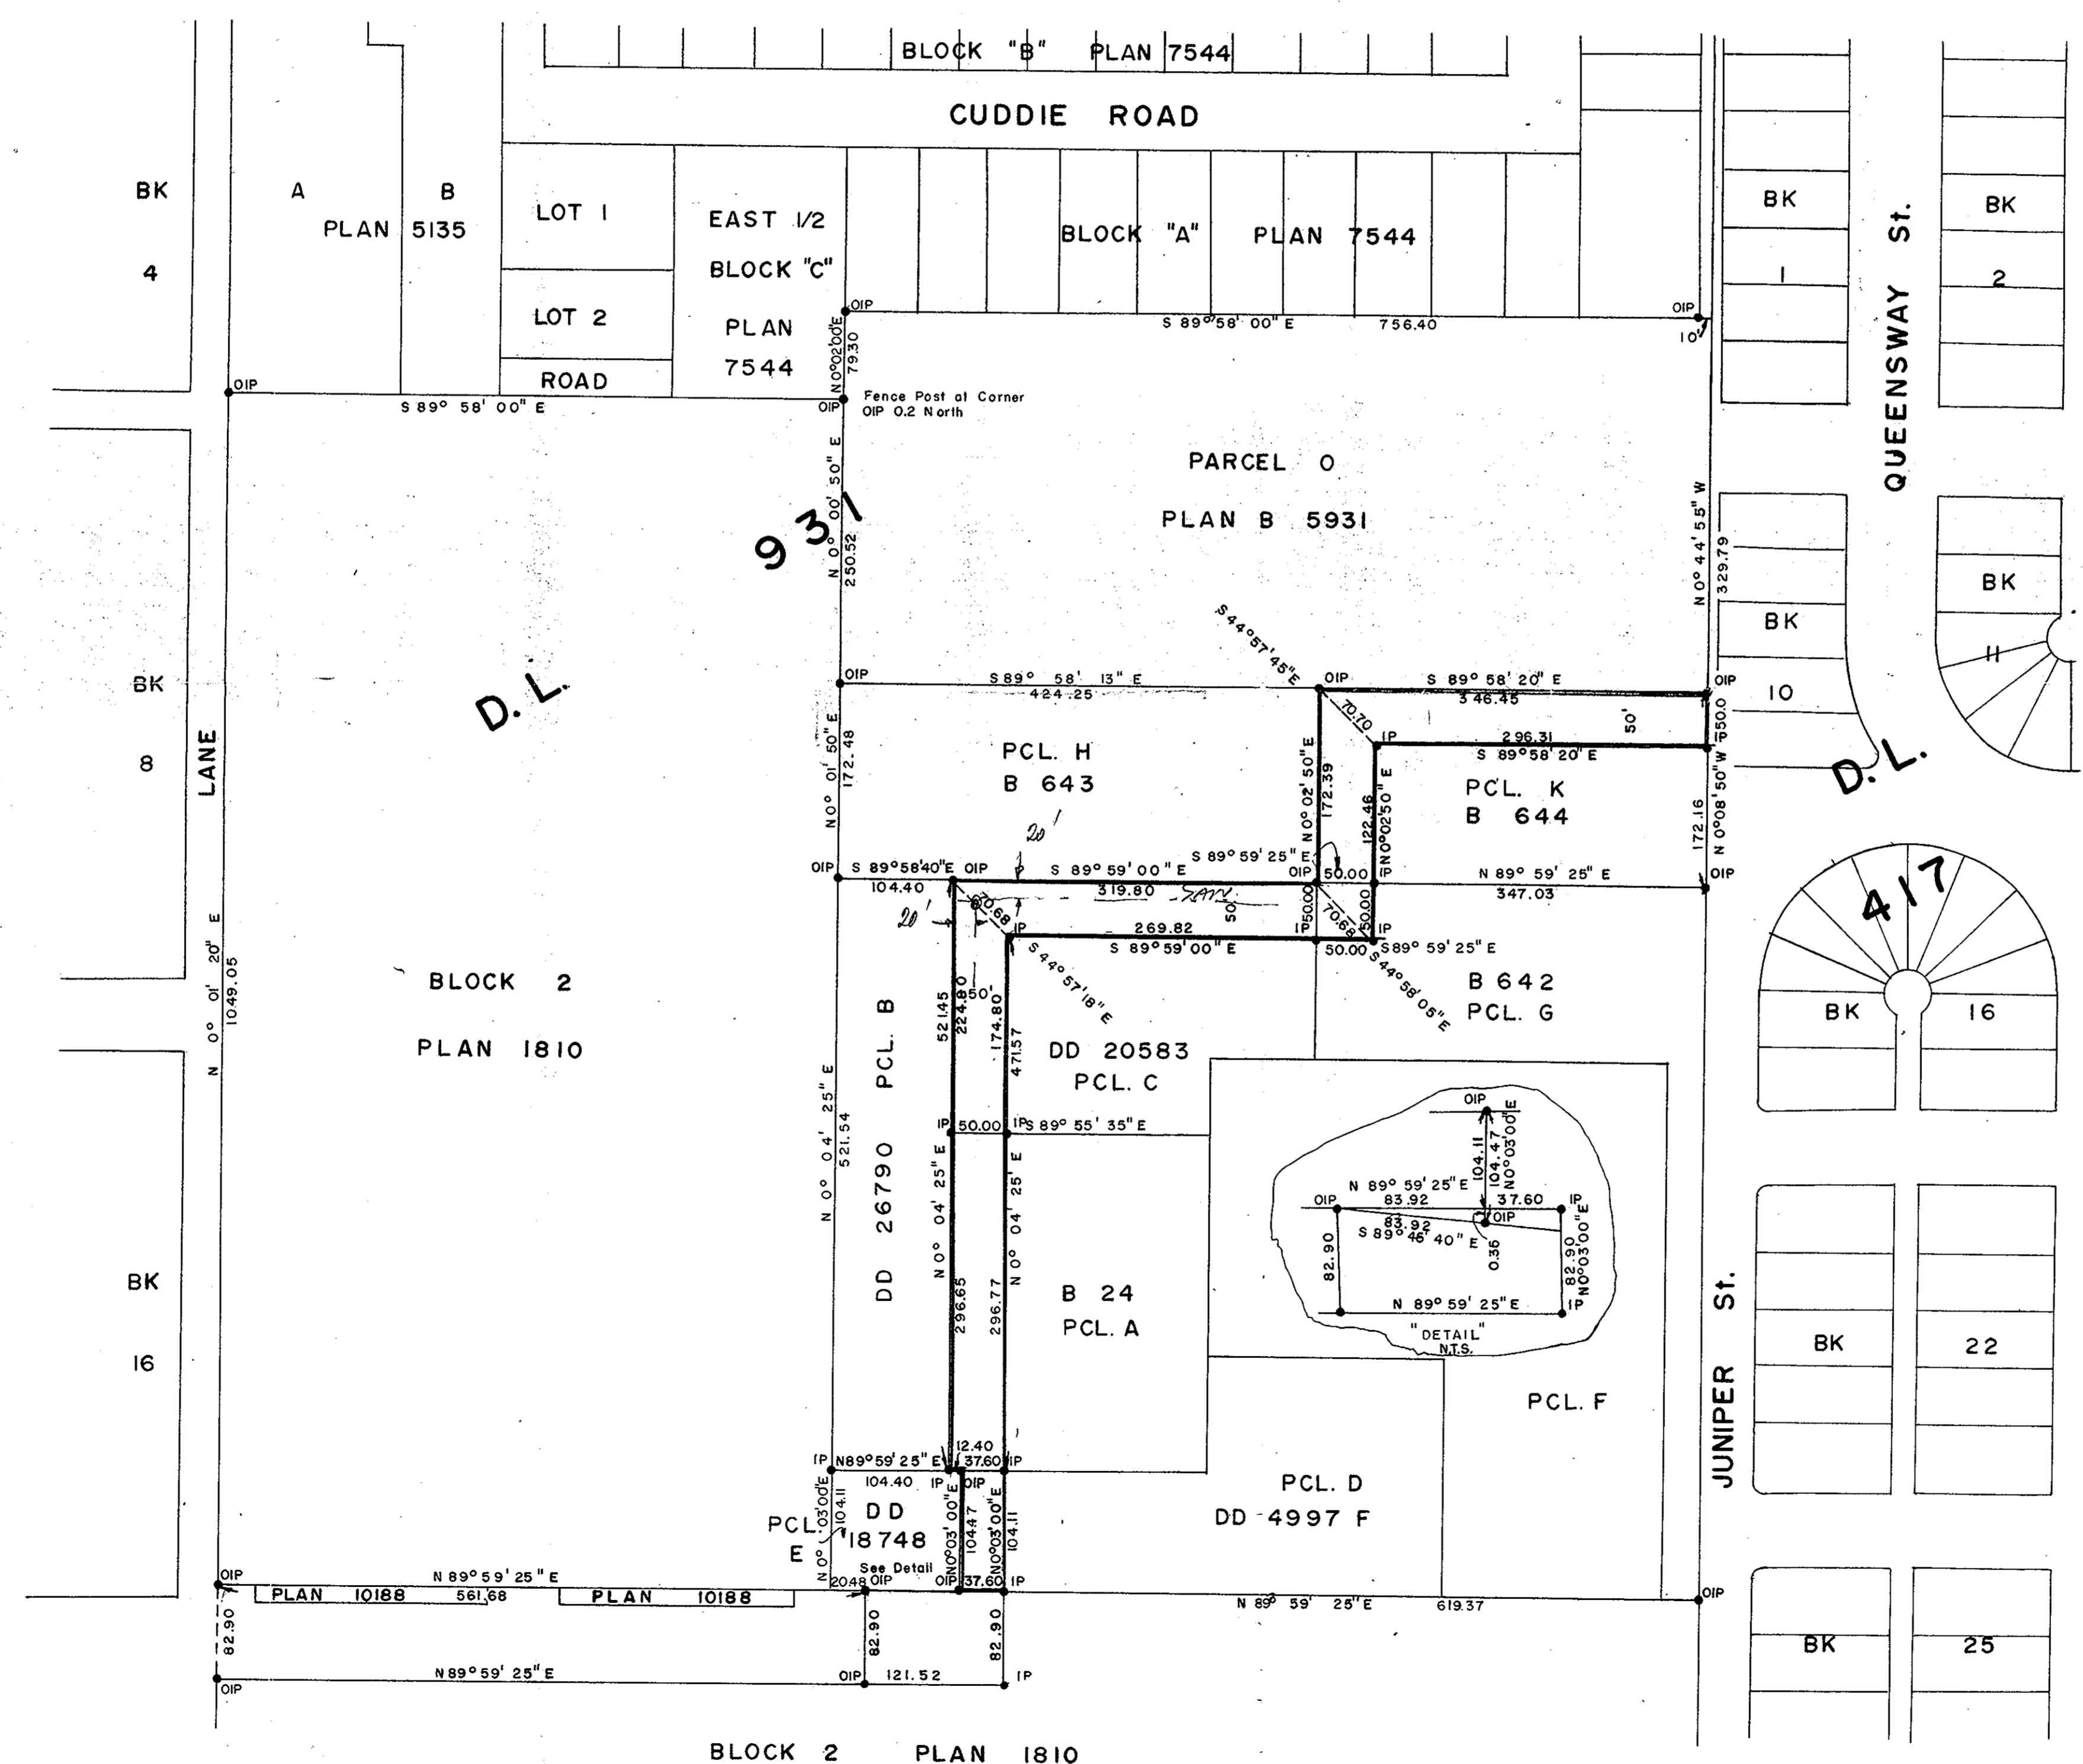 BLOCK "B" PLAN 7544
CUDDIE ROAD
BK
4
A
B
PLAN 5135
LOT 1
LOT 2
ROAD
EAST 1/2
BLOCK "C"
PLAN
7544
BLOCK "A" PLAN 7544
BK
1
QUEENSWAY St.
BK
2
OIP
S 89° 58' 00" E 756.40
OIP
10'
N 0°02'00"E
79.30
OIP
S 89° 58' 00" E
OIP
Fence Post at Corner
OIP 0.2 North
N 0° 00' 50" E
250.52
931
PARCEL O
PLAN B 5931
N 0° 44' 55" W
329.79
BK
10
BK
11
D. L.
BK
8
LANE
OIP
S 89° 58' 13" E
424.25
S 44° 57' 45" E
OIP
S 89° 58' 20" E
346.45
OIP
50.0
IP
70.70
50'
IP
296.31
S 89°58'20" E
D. L.
417
N 0° 01' 50" E
172.48
PCL. H
B 643
20'
N 0° 02' 50" E
172.39
122.46
N 0°02'50" E
PCL. K
B 644
172.16
N 0°08'50" W
OIP
S 89°58'40"E
104.40
OIP
S 89° 59' 00" E
319.80
SAN.
S 89° 59' 25" E
OIP
50.00
IP
N 89° 59' 25" E
347.03
OIP
20'
70.68
50'
50.00
70.68
50.00
IP
269.82
S 89° 59' 00" E
IP
50.00
IP
S 89° 59' 25" E
S 44° 57' 18" E
S 44° 58' 05" E
B 642
PCL. G
N 0° 01' 20" E
1049.05
BLOCK 2
PLAN 1810
N 0° 04' 25" E
521.54
DD 26790 PCL. B
521.45
224.80
50'
174.80
471.57
DD 20583
PCL. C
BK 16
IP
50.00
IP
S 89° 55' 35" E
N 0° 04' 25" E
296.65
296.77
N 0° 04' 25' E
B 24
PCL. A
OIP
104.11
104.47
N0°03'00"E
N 89° 59' 25" E
OIP
83.92
37.60
IP
OIP
83.92
S 89° 46' 40" E
0.36
82.90
82.90
N0°03'00"E
N 89° 59' 25" E
IP
"DETAIL"
N.T.S.
BK
16
JUNIPER St.
BK 22
PCL. F
IP
N89°59'25" E
104.40
12.40
37.60
IP
IP
OIP
N 0° 03'00"E
104.11
PCL.
E
DD
18748
N0°03' 00" E
104.47
N0°03'00" E
104.11
See Detail
PCL. D
DD 4997 F
OIP
N 89° 59' 25" E
561.68
PLAN 10188
PLAN 10188
20.48
OIP
OIP
37.60
IP
N 89° 59' 25" E 619.37
OIP
82.90
82.90
82.90
OIP
N 89° 59' 25" E
OIP
121.52
IP
BK 25
BLOCK 2 PLAN 1810